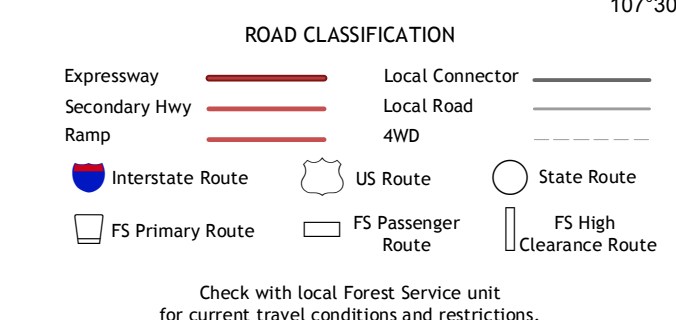 107°30
ROAD CLASSIFICATION
Expressway
Local Connector
Secondary Hwy
Local Road
Ramp
4WD
Interstate Route
US Route
State Route
FS Primary Route
FS Passenger
Route
FS High
Clearance Route
Check with local Forest Service unit
for current travel conditions and restrictions.